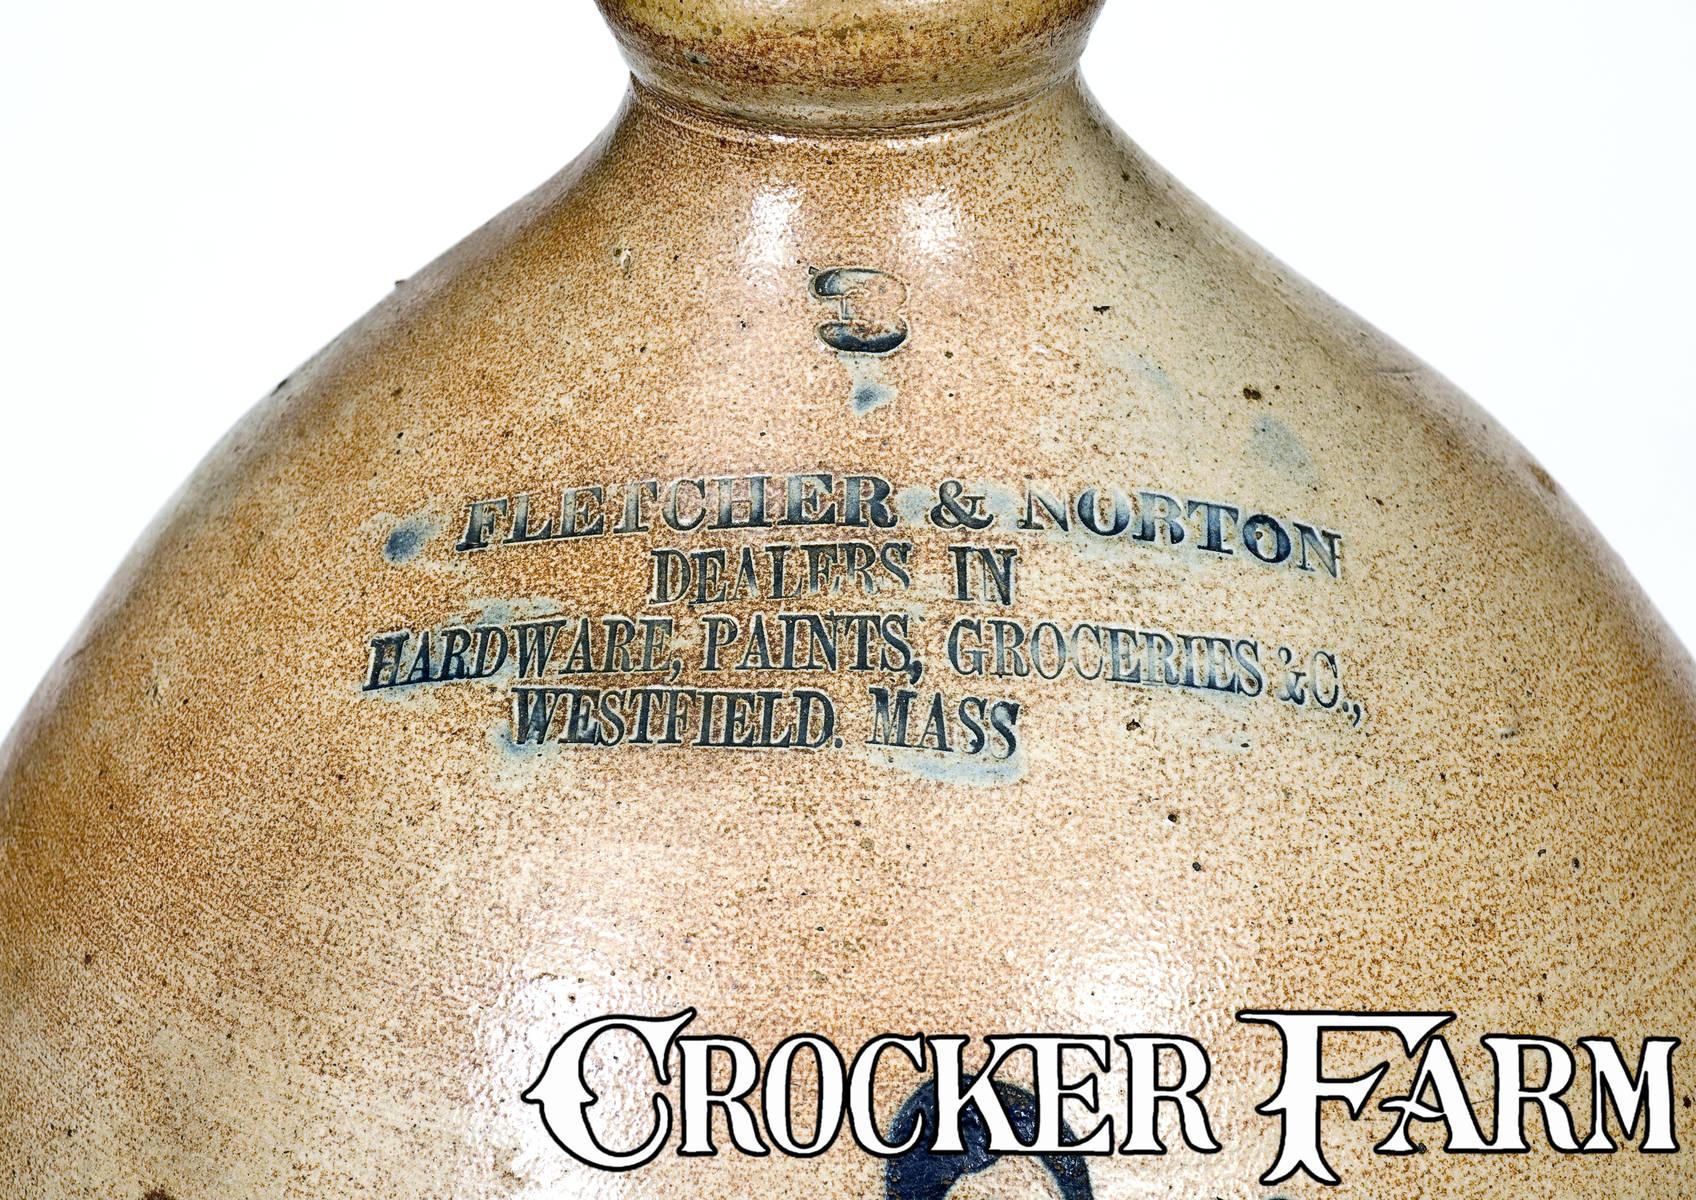 3
FLETCHER & NORTON
DEALERS IN
HARDWARE, PAINTS, GROCERIES &C.,
WESTFIELD. MASS
CROCKER FARM